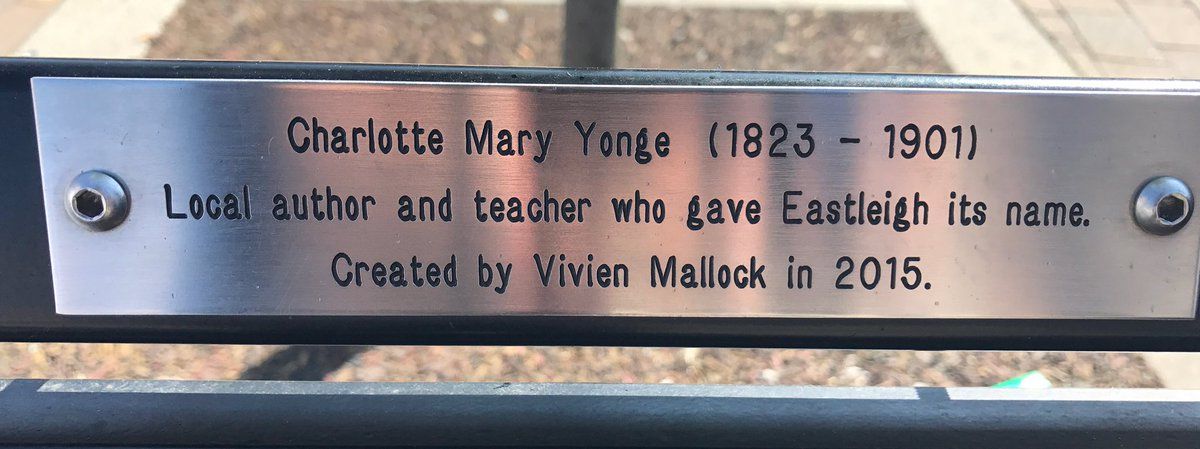 Charlotte Mary Yonge (1823 - 1901)
Local author and teacher who gave Eastleigh its name.
Created by Vivien Mallock in 2015.